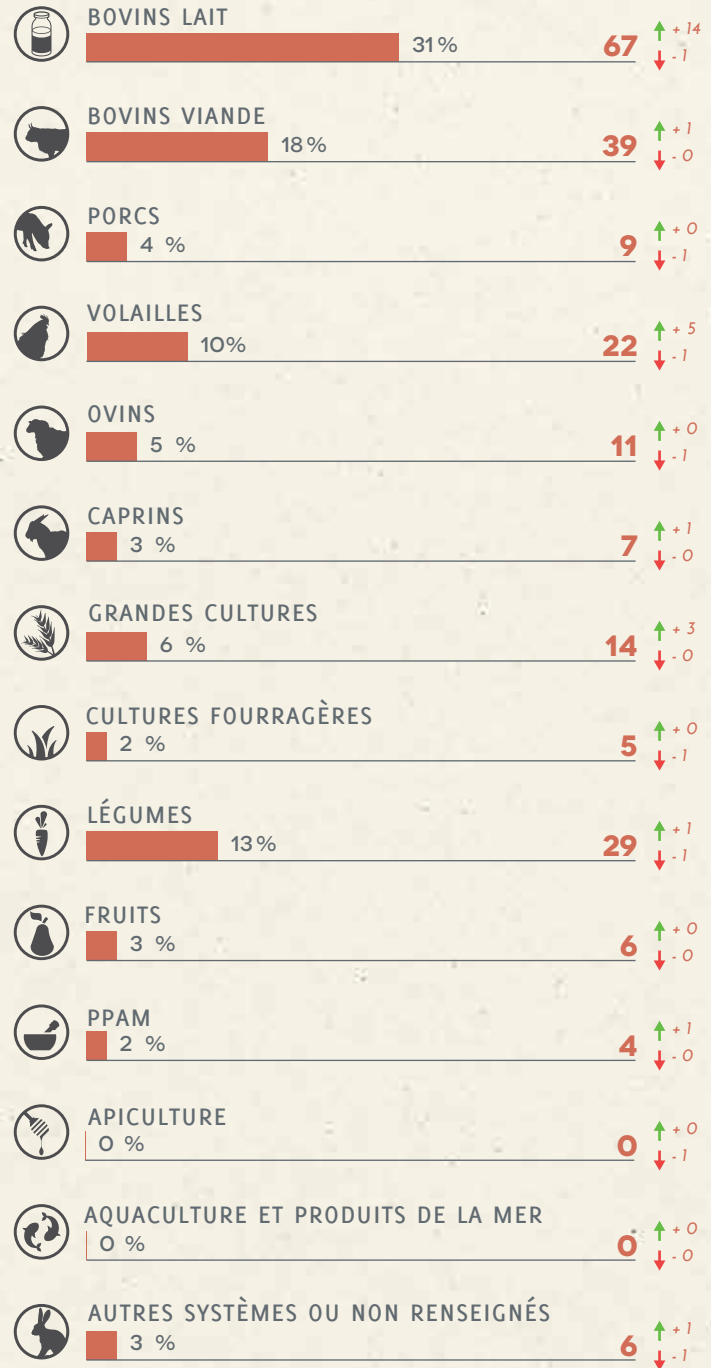 BOVINS LAIT
31% 67 + 14
- 1
BOVINS VIANDE
18% 39 + 1
- 0
PORCS
4 % 9 + 0
- 1
VOLAILLES
10% 22 + 5
- 1
OVINS
5 % 11 + 0
- 1
CAPRINS
3 % 7 + 1
- 0
GRANDES CULTURES
6 % 14 + 3
- 0
CULTURES FOURRAGÈRES
2 % 5 + 0
- 1
LÉGUMES
13% 29 + 1
- 1
FRUITS
3 % 6 + 0
- 0
PPAM
2 % 4 + 1
- 0
APICULTURE
0 % 0 + 0
- 1
AQUACULTURE ET PRODUITS DE LA MER
0 % 0 + 0
- 0
AUTRES SYSTÈMES OU NON RENSEIGNÉS
3 % 6 + 1
- 1